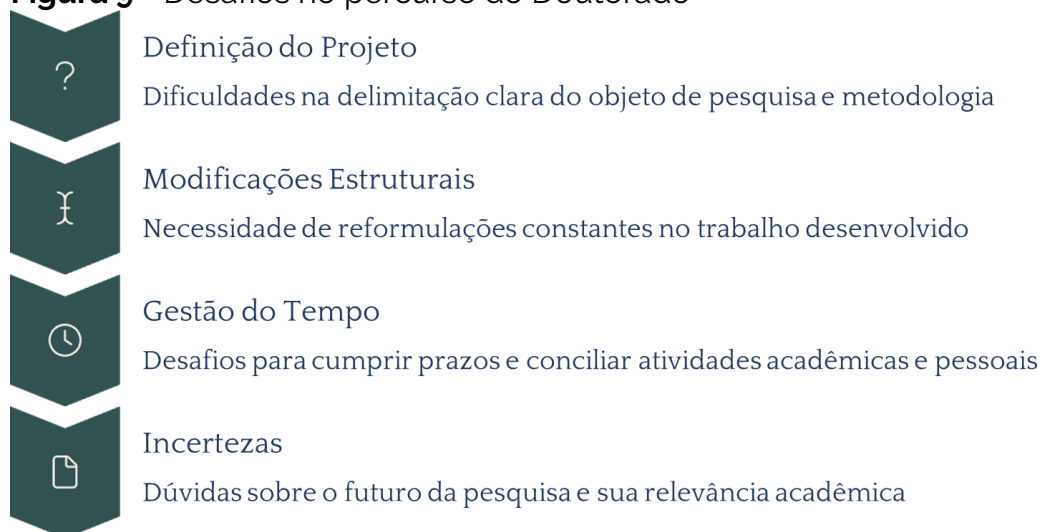 Desafios no percurso do Doutorado
Definição do Projeto
Dificuldades na delimitação clara do objeto de pesquisa e metodologia
Modificações Estruturais
Necessidade de reformulações constantes no trabalho desenvolvido
Gestão do Tempo
Desafios para cumprir prazos e conciliar atividades acadêmicas e pessoais
Incertezas
Dúvidas sobre o futuro da pesquisa e sua relevância acadêmica